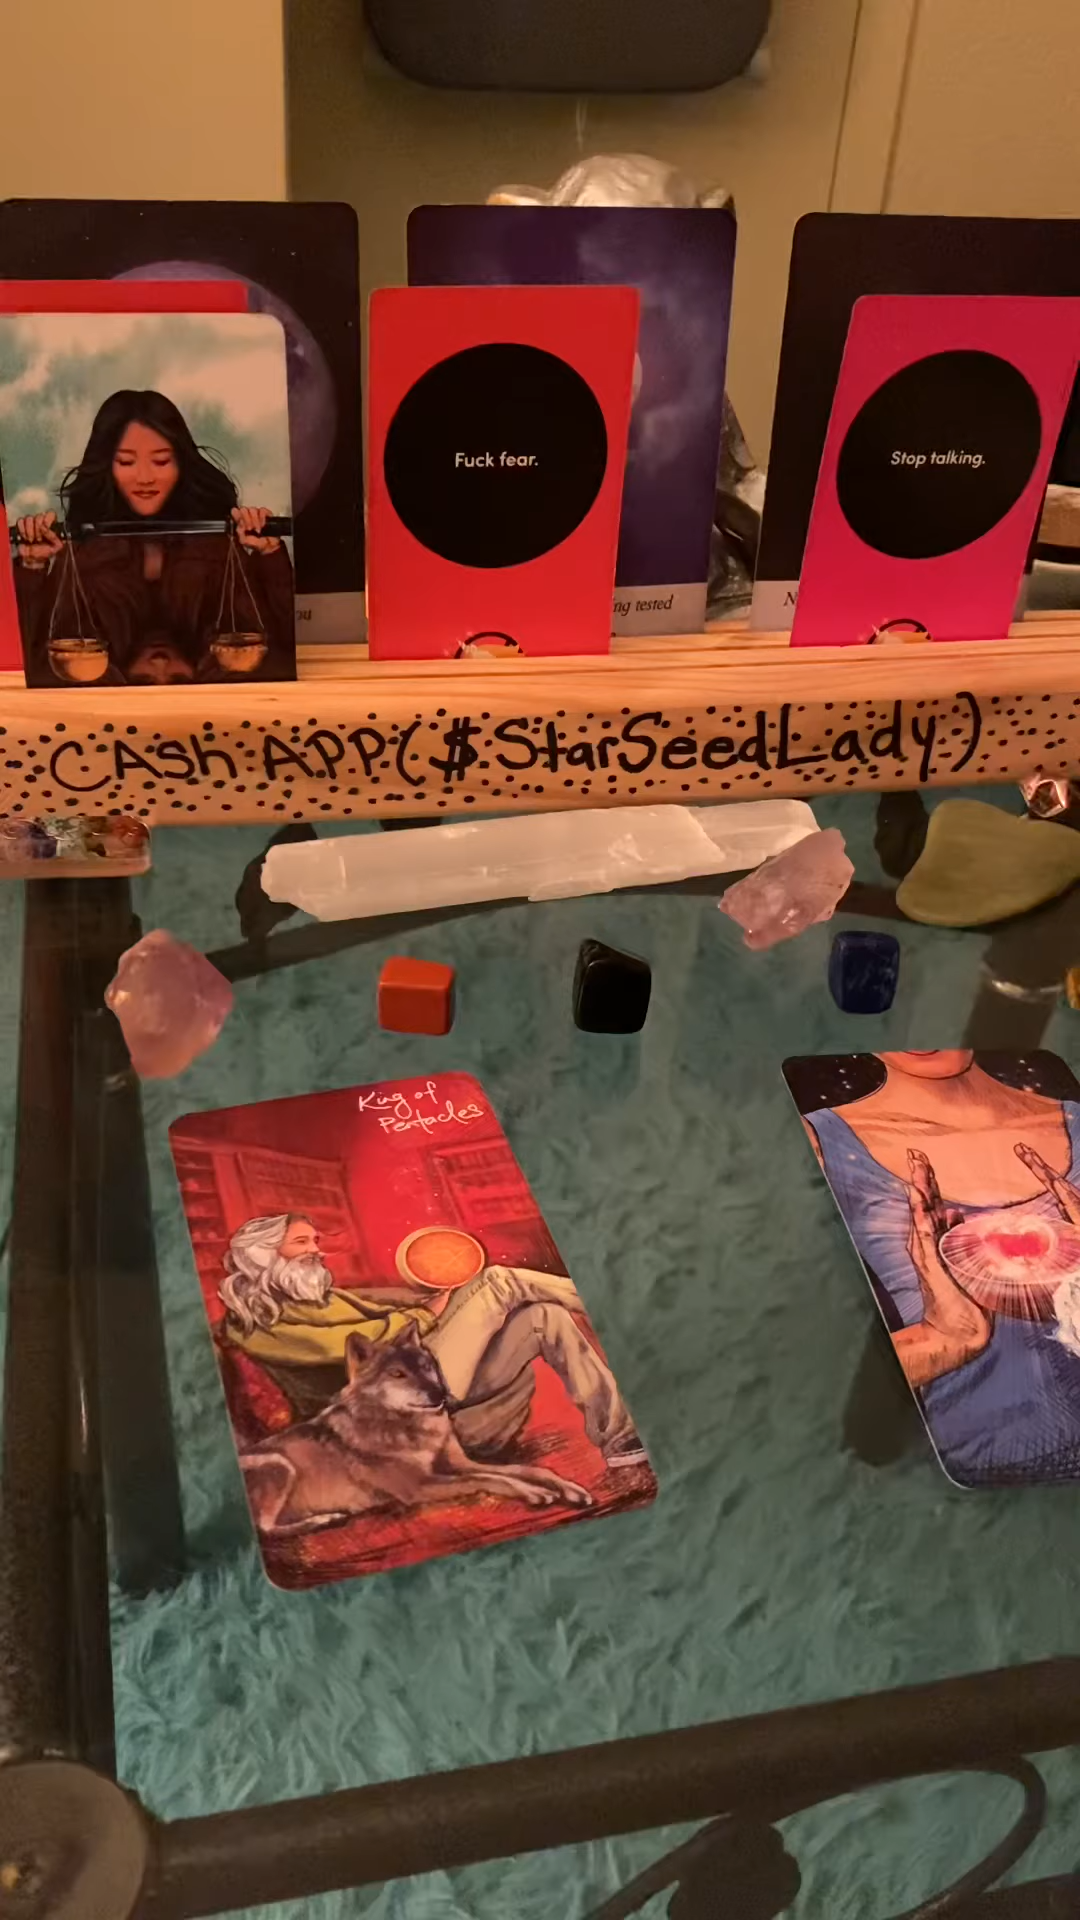 Fuck fear.
Stop talking.
ng tested
CASH APP($StarSeedLady)
King of
Pentacles